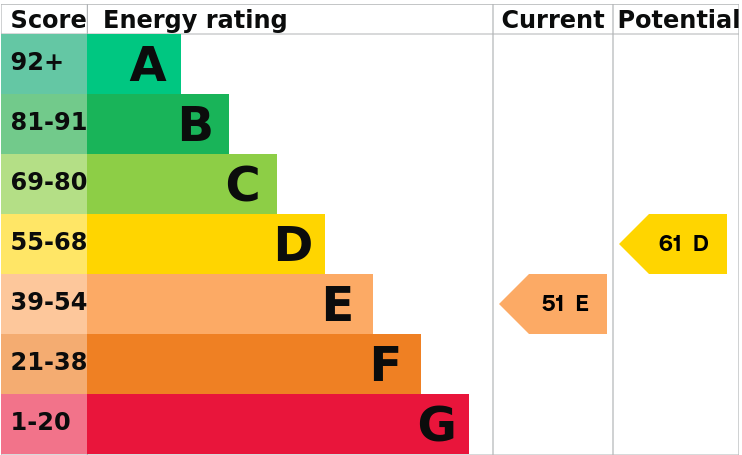 Score Energy rating Current Potential
92+ A
81-91 B
69-80 C
55-68 D 61 D
39-54 E 51 E
21-38 F
1-20 G